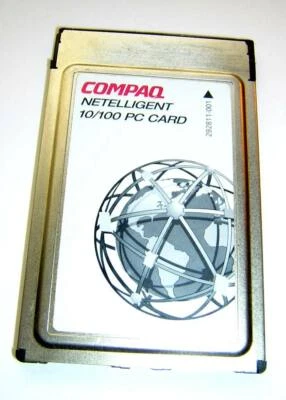 COMPAQ
NETELLIGENT
10/100 PC CARD
292811-001